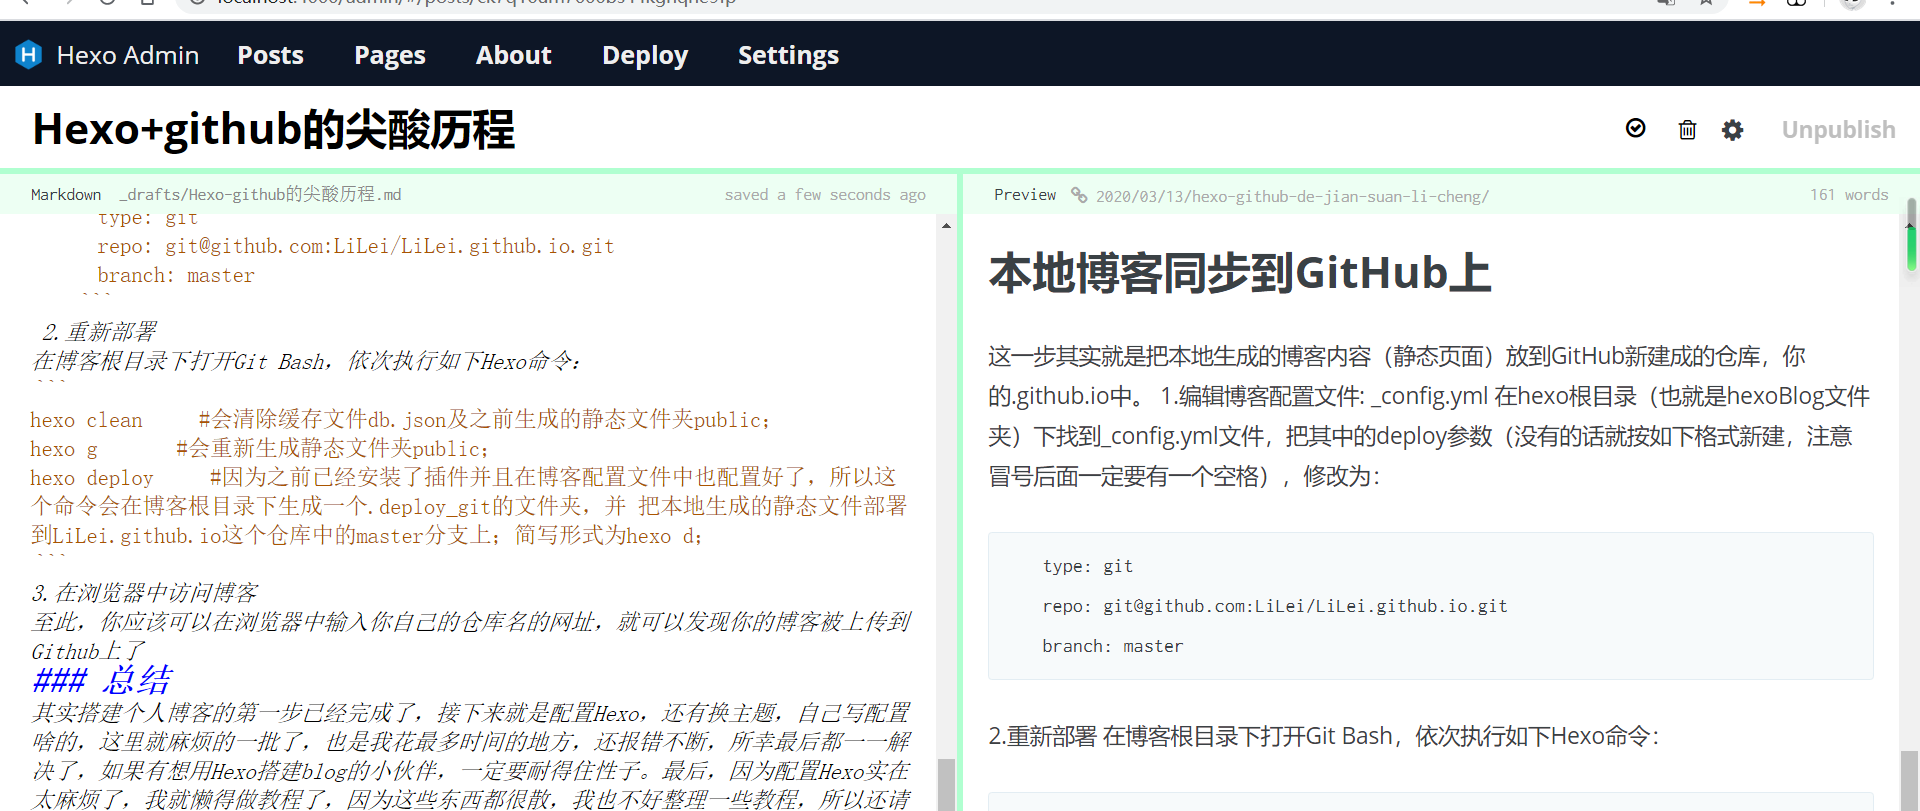 Hexo Admin Posts Pages About Deploy Settings
Hexo+github的尖酸历程
Unpublish
Markdown _drafts/Hexo-github的尖酸历程.md saved a few seconds ago
type: git
repo: git@github.com:LiLei/LiLei.github.io.git
branch: master
```
2.重新部署
在博客根目录下打开Git Bash，依次执行如下Hexo命令：
```
hexo clean #会清除缓存文件db.json及之前生成的静态文件夹public；
hexo g #会重新生成静态文件夹public；
hexo deploy #因为之前已经安装了插件并且在博客配置文件中也配置好了，所以这
个命令会在博客根目录下生成一个.deploy_git的文件夹，并 把本地生成的静态文件部署
到LiLei.github.io这个仓库中的master分支上；简写形式为hexo d；
```
3.在浏览器中访问博客
至此，你应该可以在浏览器中输入你自己的仓库名的网址，就可以发现你的博客被上传到
Github上了
### 总结
其实搭建个人博客的第一步已经完成了，接下来就是配置Hexo，还有换主题，自己写配置
啥的，这里就麻烦的一批了，也是我花最多时间的地方，还报错不断，所幸最后都一一解
决了，如果有想用Hexo搭建blog的小伙伴，一定要耐得住性子。最后，因为配置Hexo实在
太麻烦了，我就懒得做教程了，因为这些东西都很散，我也不好整理一些教程，所以还请
Preview 2020/03/13/hexo-github-de-jian-suan-li-cheng/ 161 words
本地博客同步到GitHub上
这一步其实就是把本地生成的博客内容（静态页面）放到GitHub新建成的仓库，你
的.github.io中。 1.编辑博客配置文件: _config.yml 在hexo根目录（也就是hexoBlog文件
夹）下找到_config.yml文件，把其中的deploy参数（没有的话就按如下格式新建，注意
冒号后面一定要有一个空格），修改为：
type: git
repo: git@github.com:LiLei/LiLei.github.io.git
branch: master
2.重新部署 在博客根目录下打开Git Bash，依次执行如下Hexo命令：